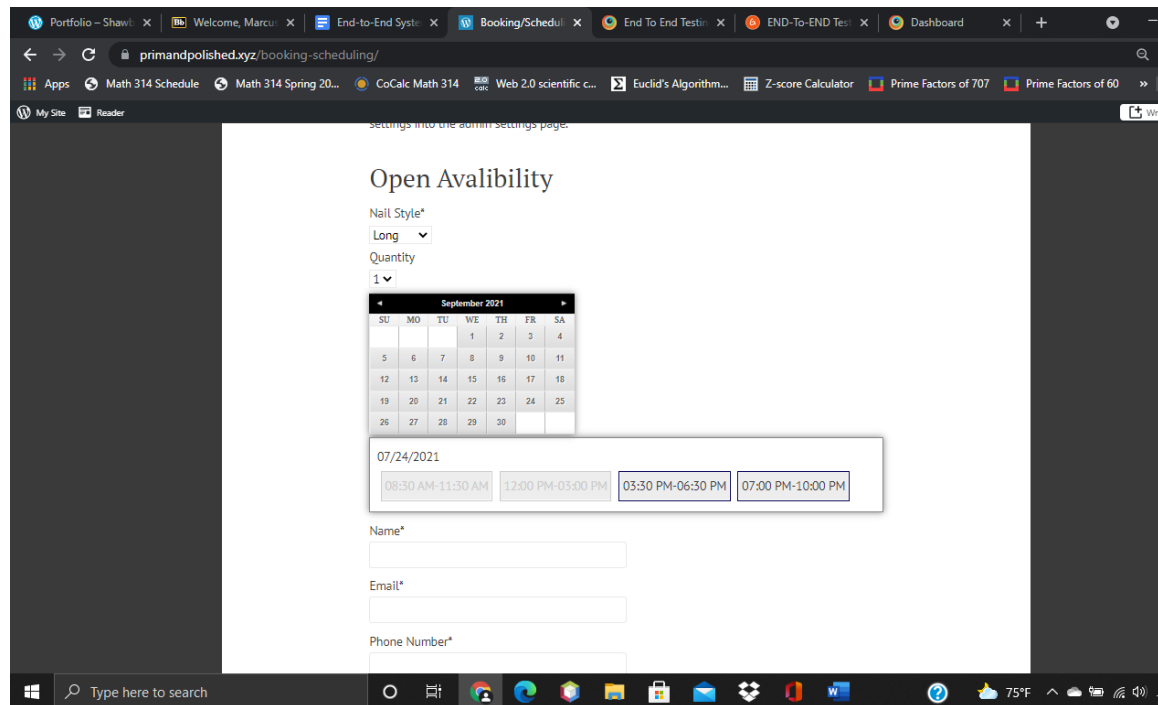 Portfolio – Shawb
Welcome, Marcus
End-to-End Syste
Booking/Scheduli
End To End Testin
END-To-END Test
Dashboard
primandpolished.xyz/booking-scheduling/
Apps
Math 314 Schedule
Math 314 Spring 20...
CoCalc Math 314
Web 2.0 scientific c...
Euclid's Algorithm...
Z-score Calculator
Prime Factors of 707
Prime Factors of 60
»
My Site
Reader
settings into the admin settings page.
Open Avalibility
Nail Style*
Long
Quantity
1
September 2021
SU MO TU WE TH FR SA
1 2 3 4
5 6 7 8 9 10 11
12 13 14 15 16 17 18
19 20 21 22 23 24 25
26 27 28 29 30
07/24/2021
08:30 AM-11:30 AM 12:00 PM-03:00 PM 03:30 PM-06:30 PM 07:00 PM-10:00 PM
Name*
Email*
Phone Number*
Type here to search
75°F